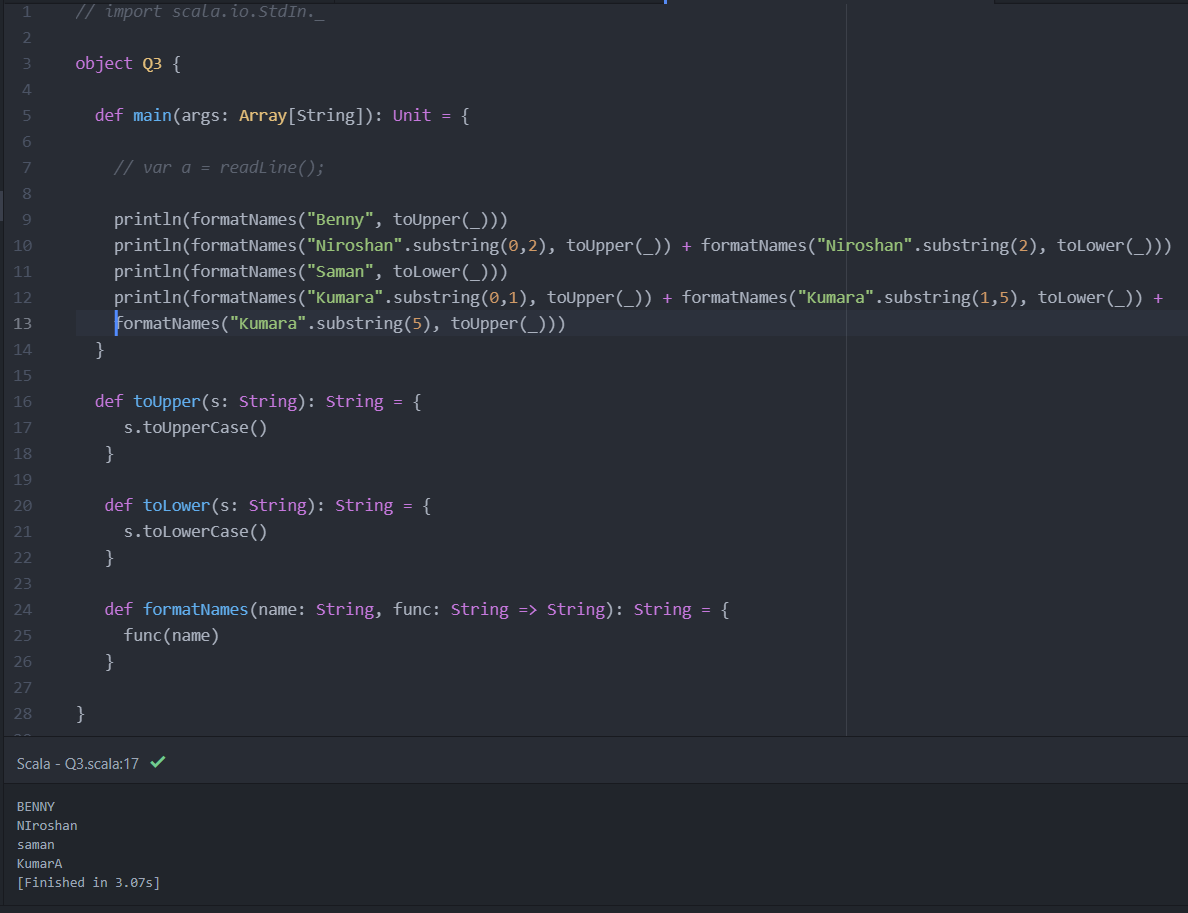 1 // import scala.io.StdIn._
2
3 object Q3 {
4
5 def main(args: Array[String]): Unit = {
6
7 // var a = readLine();
8
9 println(formatNames("Benny", toUpper(_)))
10 println(formatNames("Niroshan".substring(0,2), toUpper(_)) + formatNames("Niroshan".substring(2), toLower(_)))
11 println(formatNames("Saman", toLower(_)))
12 println(formatNames("Kumara".substring(0,1), toUpper(_)) + formatNames("Kumara".substring(1,5), toLower(_)) +
13 formatNames("Kumara".substring(5), toUpper(_)))
14 }
15
16 def toUpper(s: String): String = {
17 s.toUpperCase()
18 }
19
20 def toLower(s: String): String = {
21 s.toLowerCase()
22 }
23
24 def formatNames(name: String, func: String => String): String = {
25 func(name)
26 }
27
28 }
Scala - Q3.scala:17
BENNY
NIroshan
saman
KumarA
[Finished in 3.07s]